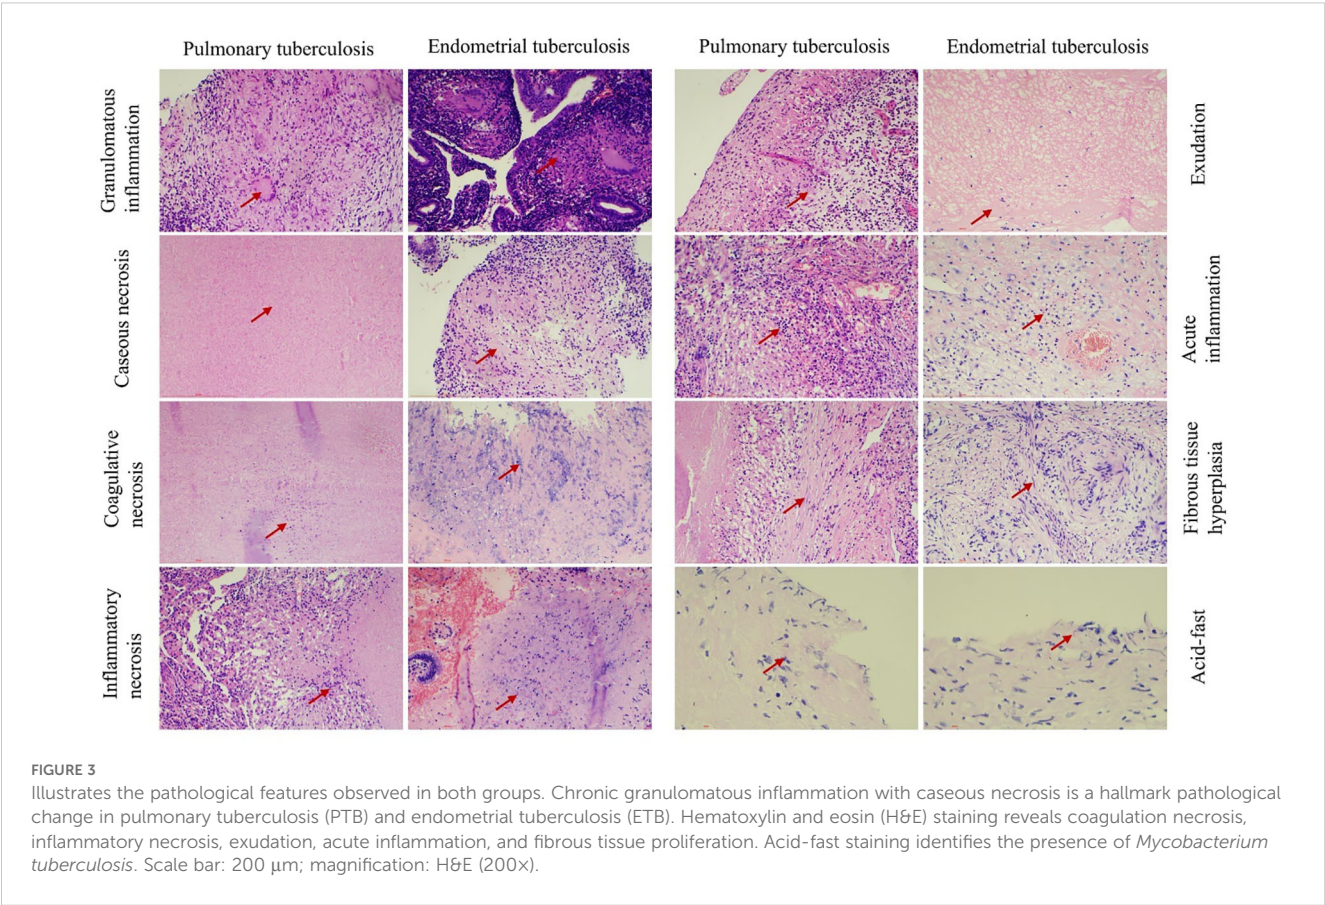 Pulmonary tuberculosis
Endometrial tuberculosis
Pulmonary tuberculosis
Endometrial tuberculosis
Granulomatous
inflammation
Exudation
Caseous necrosis
Acute
inflammation
Coagulative
necrosis
Fibrous tissue
hyperplasia
Inflammatory
necrosis
Acid-fast
FIGURE 3
Illustrates the pathological features observed in both groups. Chronic granulomatous inflammation with caseous necrosis is a hallmark pathological
change in pulmonary tuberculosis (PTB) and endometrial tuberculosis (ETB). Hematoxylin and eosin (H&E) staining reveals coagulation necrosis,
inflammatory necrosis, exudation, acute inflammation, and fibrous tissue proliferation. Acid-fast staining identifies the presence of Mycobacterium
tuberculosis. Scale bar: 200 μm; magnification: H&E (200×).